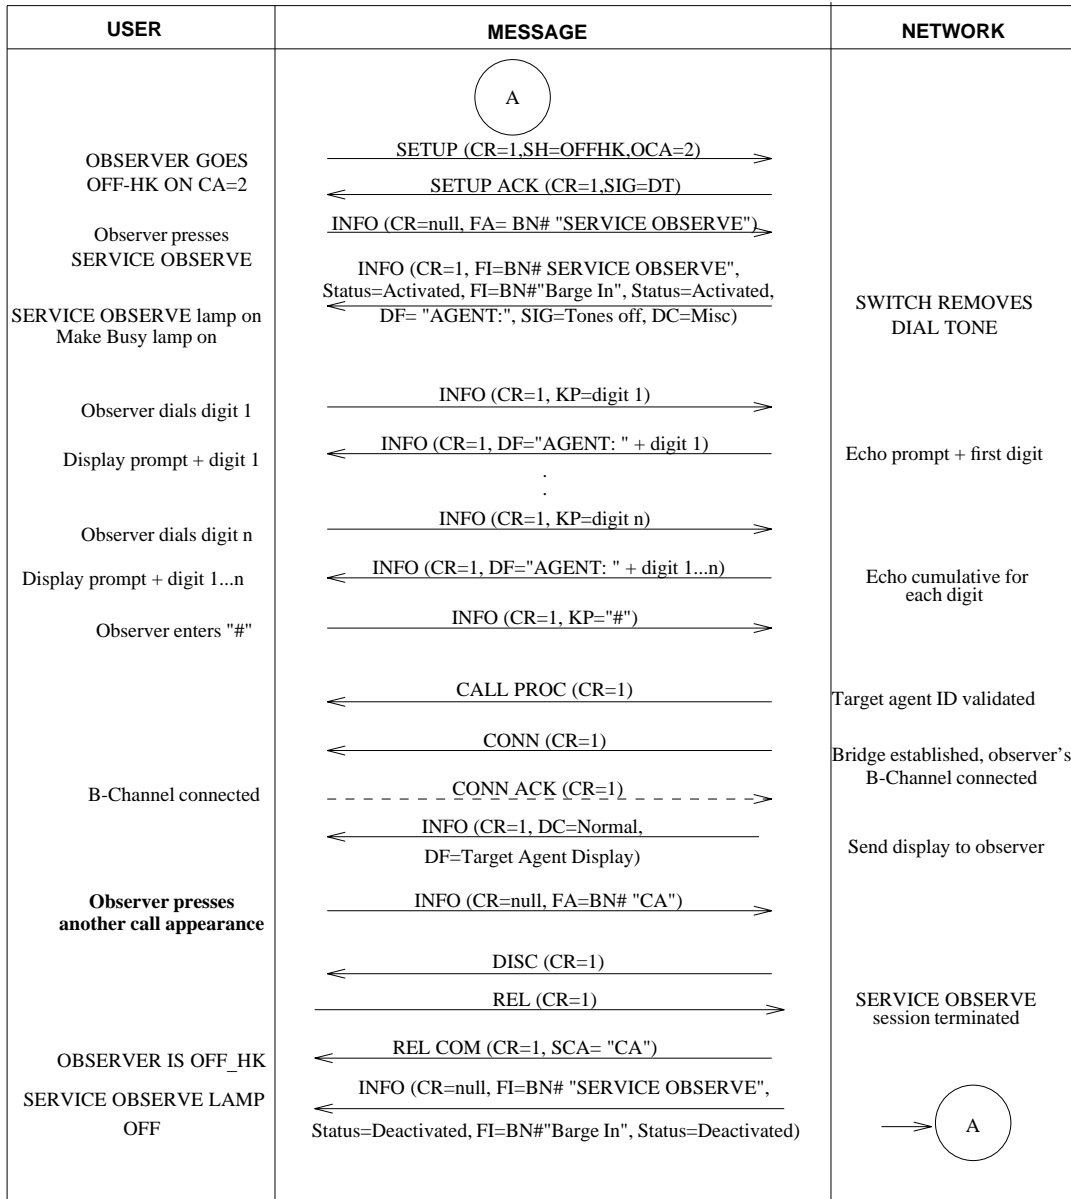 USER
MESSAGE
NETWORK
A
SETUP (CR=1,SH=OFFHK,OCA=2)
OBSERVER GOES
OFF-HK ON CA=2
SETUP ACK (CR=1,SIG=DT)
INFO (CR=null, FA= BN# "SERVICE OBSERVE")
Observer presses
SERVICE OBSERVE
INFO (CR=1, FI=BN# SERVICE OBSERVE",
Status=Activated, FI=BN#"Barge In", Status=Activated,
DF= "AGENT:", SIG=Tones off, DC=Misc)
SERVICE OBSERVE lamp on
Make Busy lamp on
SWITCH REMOVES
DIAL TONE
INFO (CR=1, KP=digit 1)
Observer dials digit 1
INFO (CR=1, DF="AGENT: " + digit 1)
Display prompt + digit 1
Echo prompt + first digit
.
.
INFO (CR=1, KP=digit n)
Observer dials digit n
INFO (CR=1, DF="AGENT: " + digit 1...n)
Display prompt + digit 1...n
Echo cumulative for
each digit
INFO (CR=1, KP="#")
Observer enters "#"
CALL PROC (CR=1)
Target agent ID validated
CONN (CR=1)
Bridge established, observer's
B-Channel connected
CONN ACK (CR=1)
B-Channel connected
INFO (CR=1, DC=Normal,
DF=Target Agent Display)
Send display to observer
Observer presses
another call appearance
INFO (CR=null, FA=BN# "CA")
DISC (CR=1)
REL (CR=1)
SERVICE OBSERVE
session terminated
REL COM (CR=1, SCA= "CA")
OBSERVER IS OFF_HK
INFO (CR=null, FI=BN# "SERVICE OBSERVE",
Status=Deactivated, FI=BN#"Barge In", Status=Deactivated)
SERVICE OBSERVE LAMP
OFF
A